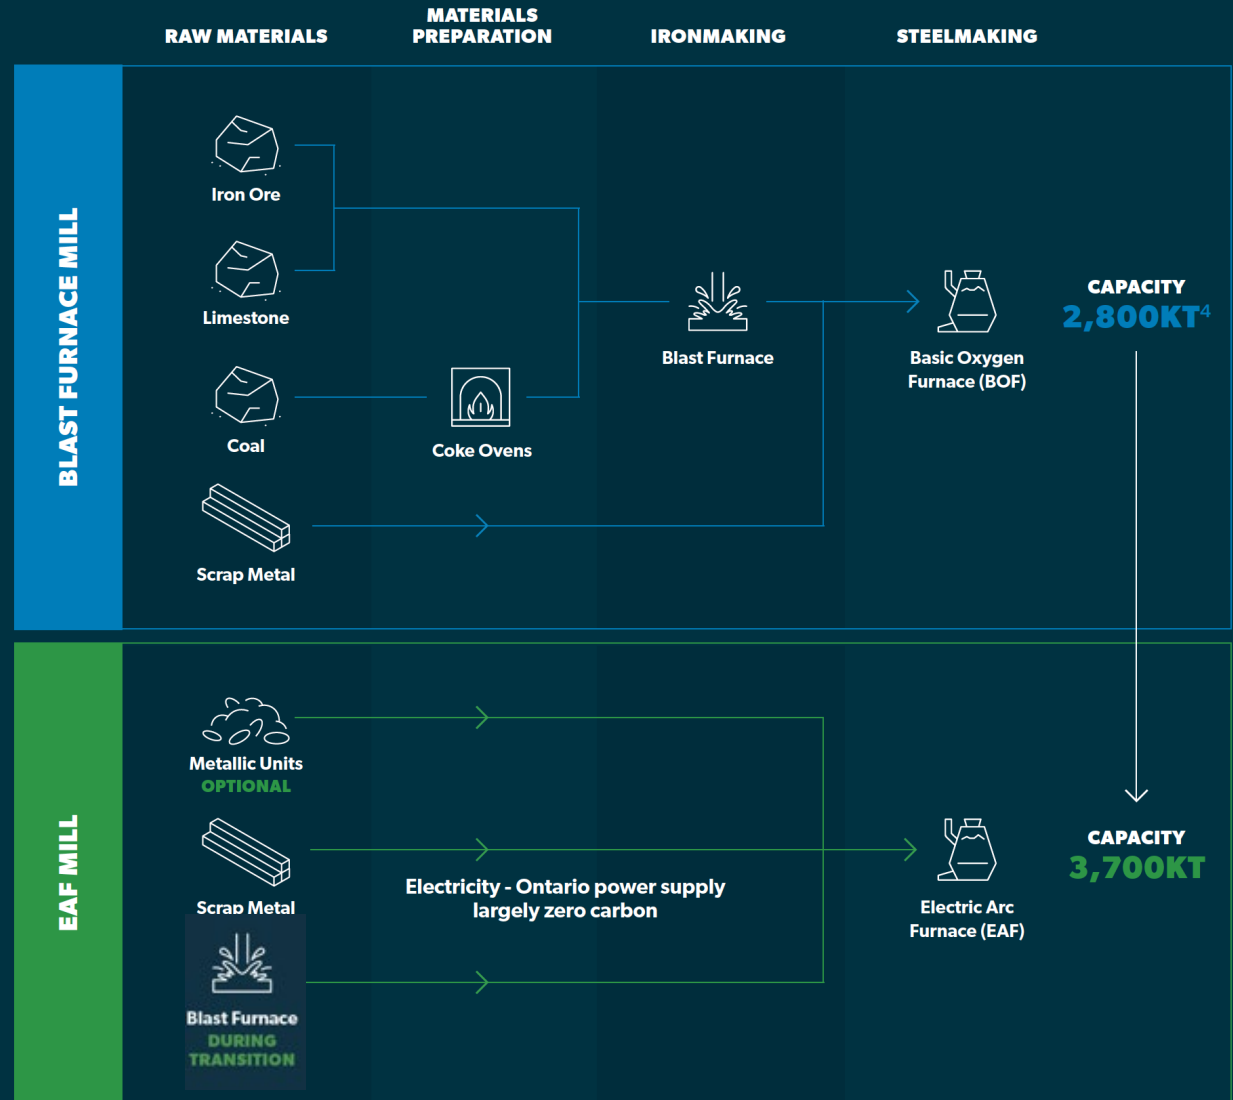 RAW MATERIALS
MATERIALS
PREPARATION
IRONMAKING
STEELMAKING
BLAST FURNACE MILL
Iron Ore
Limestone
Coal
Coke Ovens
Scrap Metal
Blast Furnace
Basic Oxygen
Furnace (BOF)
CAPACITY
2,800KT⁴
EAF MILL
Metallic Units
OPTIONAL
Scrap Metal
Blast Furnace
DURING
TRANSITION
Electricity - Ontario power supply
largely zero carbon
Electric Arc
Furnace (EAF)
CAPACITY
3,700KT